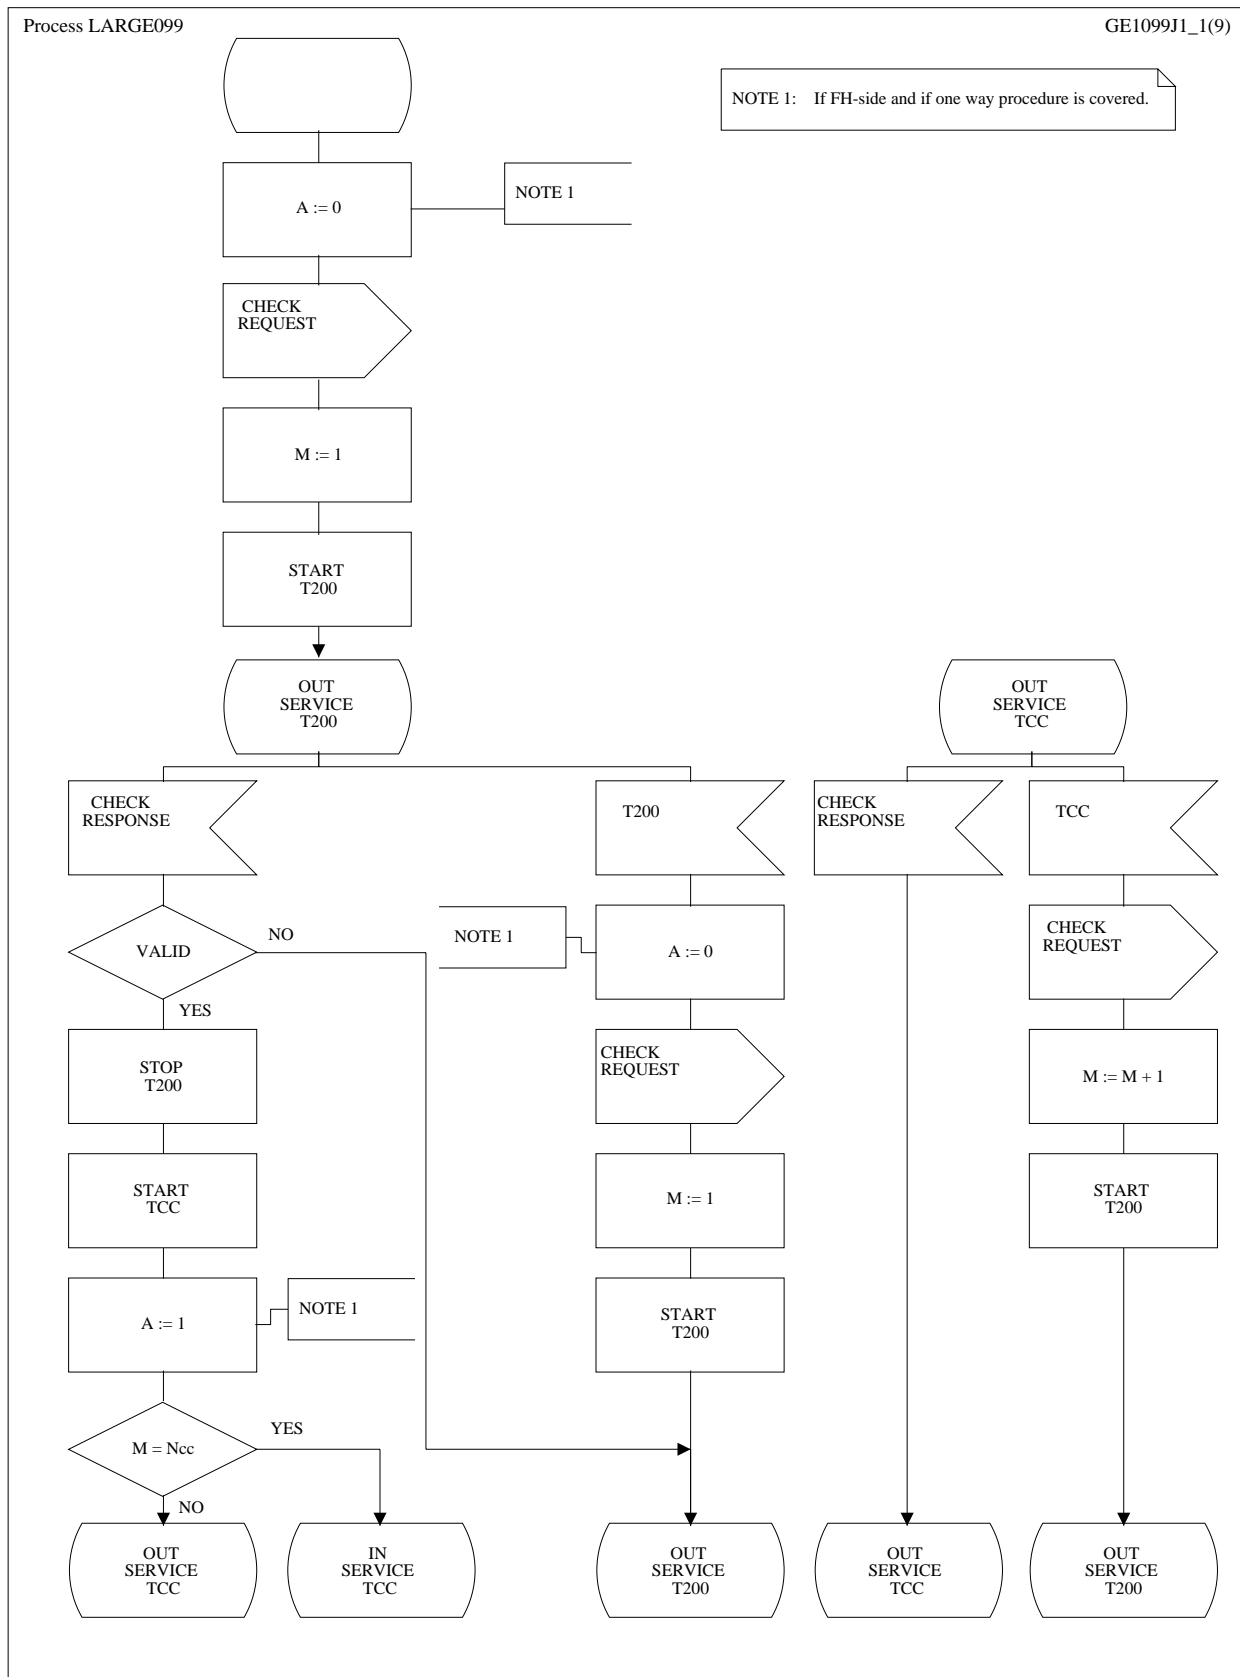 Process LARGE099
GE1099J1_1(9)
NOTE 1: If FH-side and if one way procedure is covered.
A := 0
NOTE 1
CHECK
REQUEST
M := 1
START
T200
OUT
SERVICE
T200
OUT
SERVICE
TCC
CHECK
RESPONSE
T200
CHECK
RESPONSE
TCC
VALID
NO
YES
NOTE 1
A := 0
CHECK
REQUEST
STOP
T200
CHECK
REQUEST
M := M + 1
START
TCC
M := 1
START
T200
A := 1
NOTE 1
START
T200
M = Ncc
YES
NO
OUT
SERVICE
TCC
IN
SERVICE
TCC
OUT
SERVICE
T200
OUT
SERVICE
TCC
OUT
SERVICE
T200